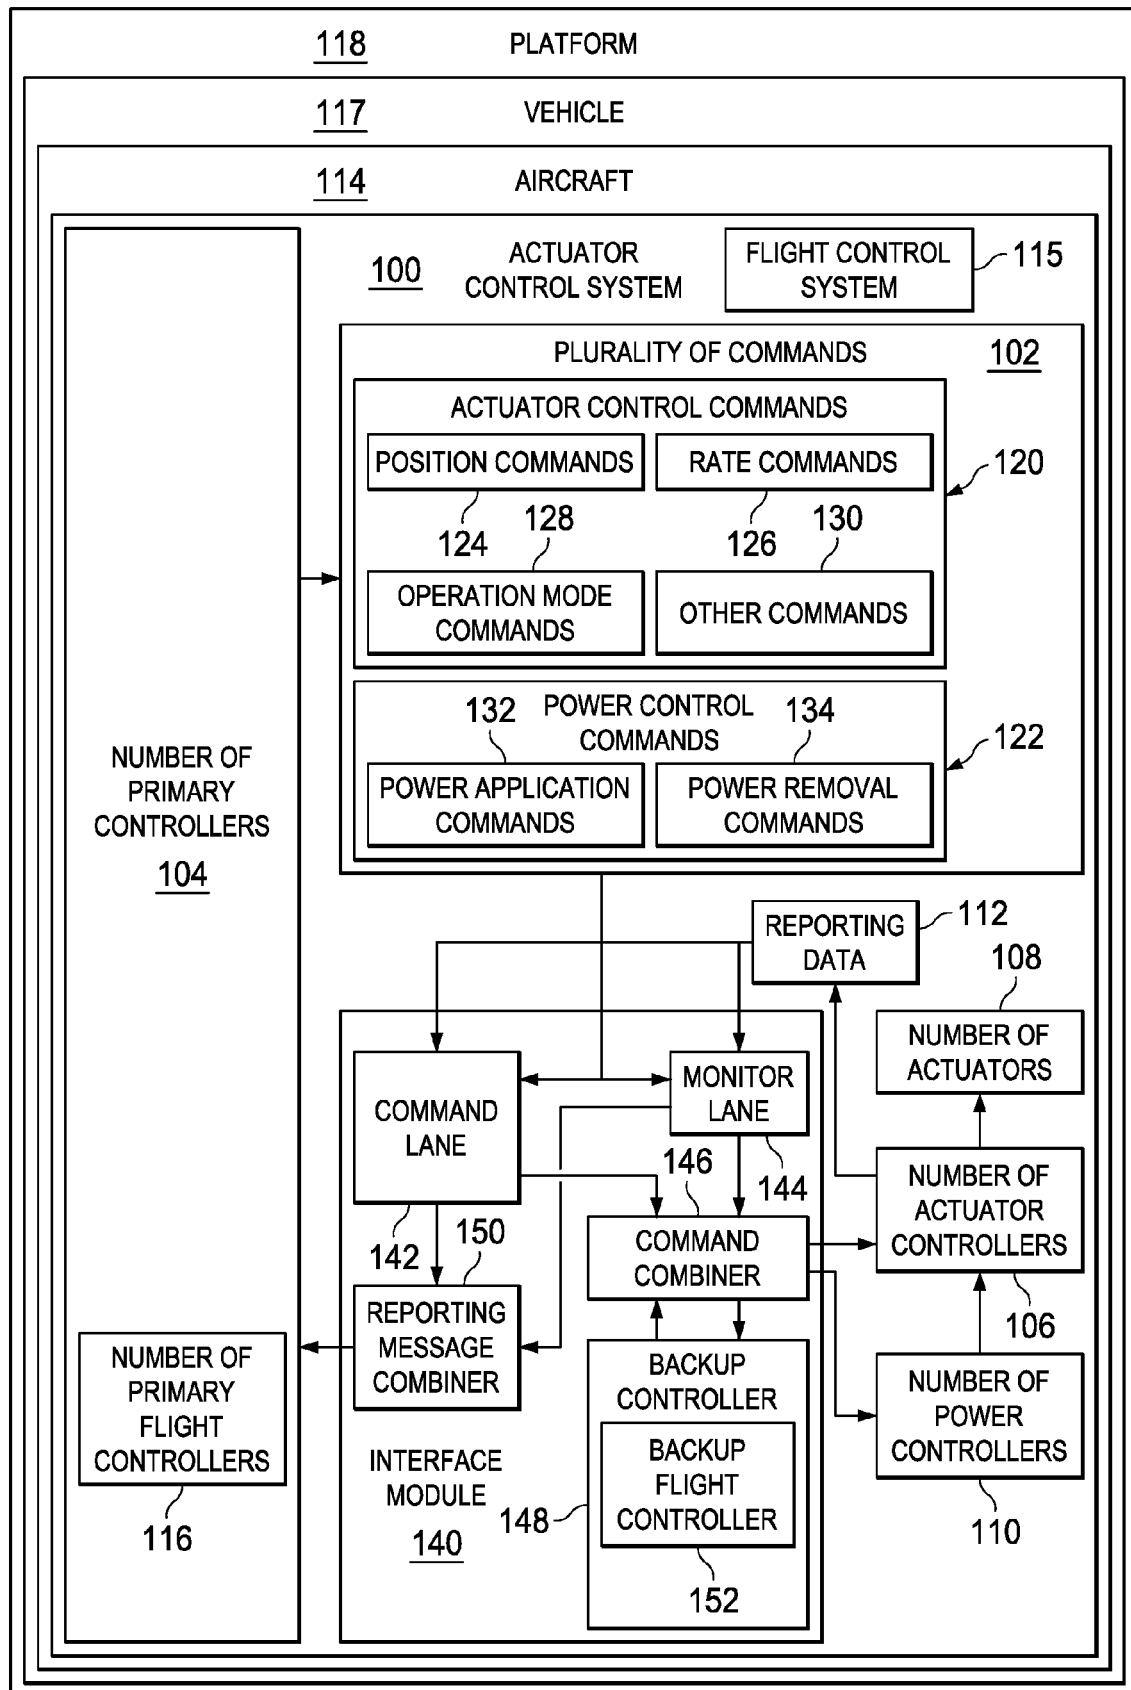 118 PLATFORM
117 VEHICLE
114 AIRCRAFT
100
ACTUATOR
CONTROL SYSTEM
FLIGHT CONTROL
SYSTEM
115
PLURALITY OF COMMANDS 102
ACTUATOR CONTROL COMMANDS
POSITION COMMANDS
RATE COMMANDS
120
124
128
126
130
OPERATION MODE
COMMANDS
OTHER COMMANDS
132
POWER CONTROL
COMMANDS
134
122
POWER APPLICATION
COMMANDS
POWER REMOVAL
COMMANDS
NUMBER OF
PRIMARY
CONTROLLERS
104
REPORTING
DATA
112
108
NUMBER OF
ACTUATORS
COMMAND
LANE
MONITOR
LANE
142
150
146
144
NUMBER OF
ACTUATOR
CONTROLLERS
COMMAND
COMBINER
106
REPORTING
MESSAGE
COMBINER
NUMBER OF
PRIMARY
FLIGHT
CONTROLLERS
116
BACKUP
CONTROLLER
NUMBER OF
POWER
CONTROLLERS
110
INTERFACE
MODULE
140
148
BACKUP
FLIGHT
CONTROLLER
152